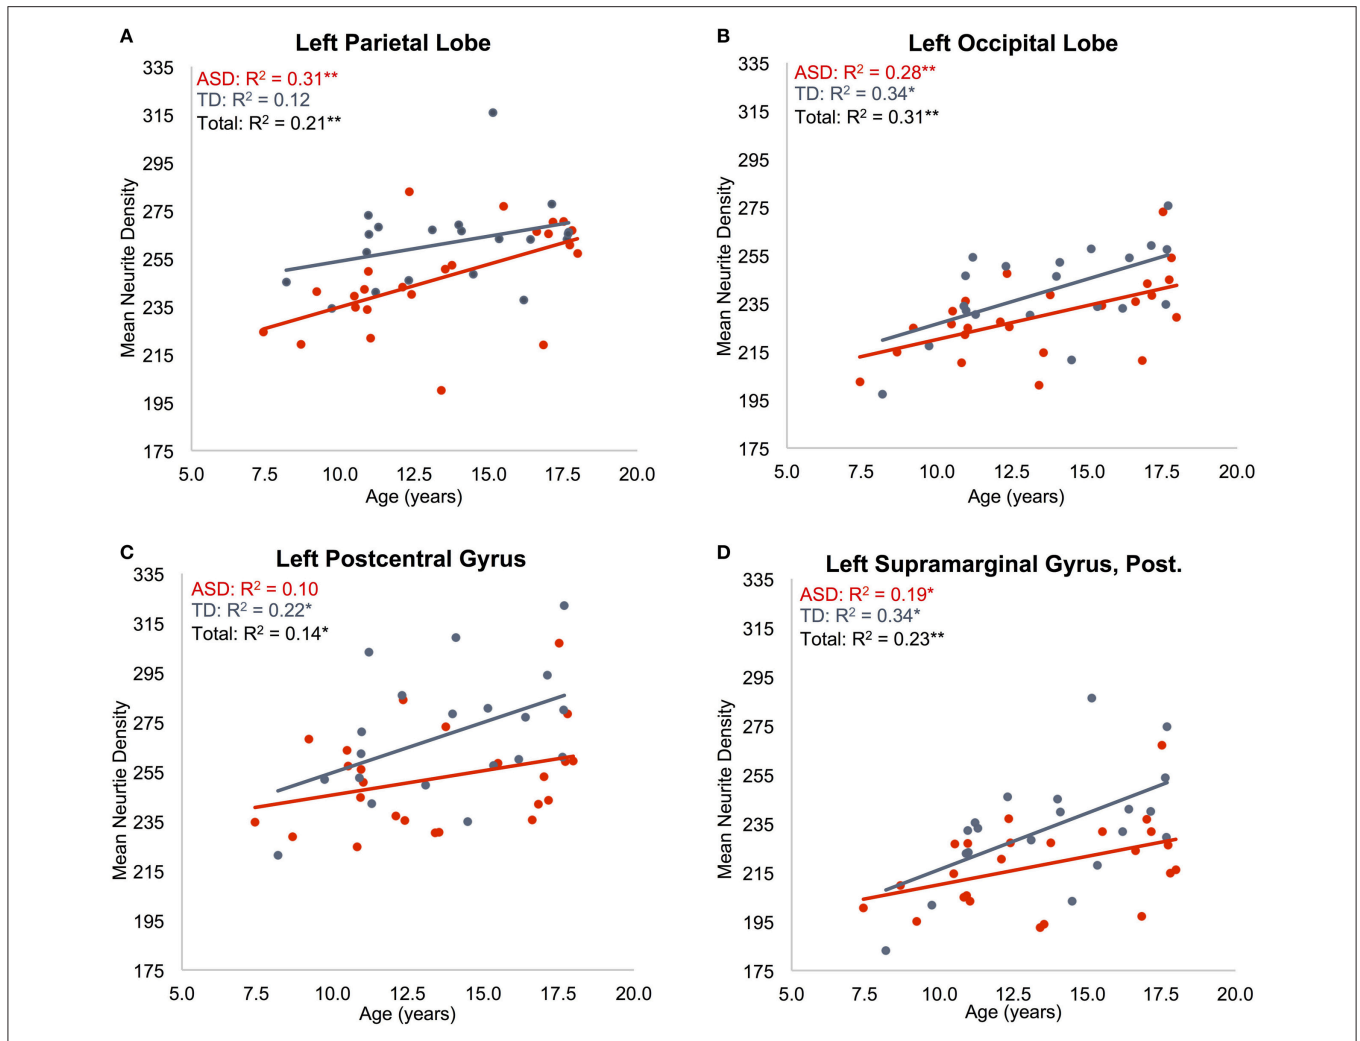 A
Left Parietal Lobe
335
ASD: R² = 0.31**
TD: R² = 0.12
Total: R² = 0.21**
315
295
275
255
235
215
195
175
Mean Neurite Density
5.0 7.5 10.0 12.5 15.0 17.5 20.0
Age (years)
B
Left Occipital Lobe
335
ASD: R² = 0.28**
TD: R² = 0.34*
Total: R² = 0.31**
315
295
275
255
235
215
195
175
Mean Neurite Density
5.0 7.5 10.0 12.5 15.0 17.5 20.0
Age (years)
C
Left Postcentral Gyrus
335
ASD: R² = 0.10
TD: R² = 0.22*
Total: R² = 0.14*
315
295
275
255
235
215
195
175
Mean Neurtie Density
5.0 7.5 10.0 12.5 15.0 17.5 20.0
Age (years)
D
Left Supramarginal Gyrus, Post.
335
ASD: R² = 0.19*
TD: R² = 0.34*
Total: R² = 0.23**
315
295
275
255
235
215
195
175
Mean Neurite Density
5.0 7.5 10.0 12.5 15.0 17.5 20.0
Age (years)